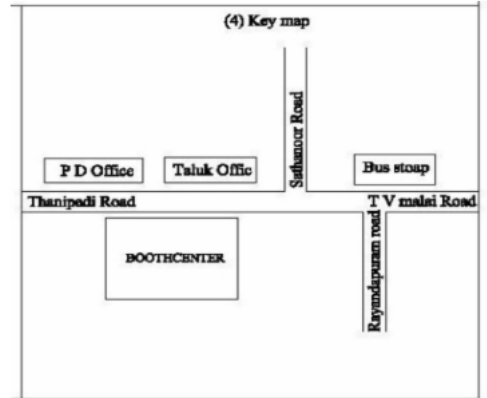 (4) Key map
Sathanoor Road
P D Office
Taluk Offic
Bus stoap
Thanipadi Road
T V malai Road
BOOTHCENTER
Rayandapuram road